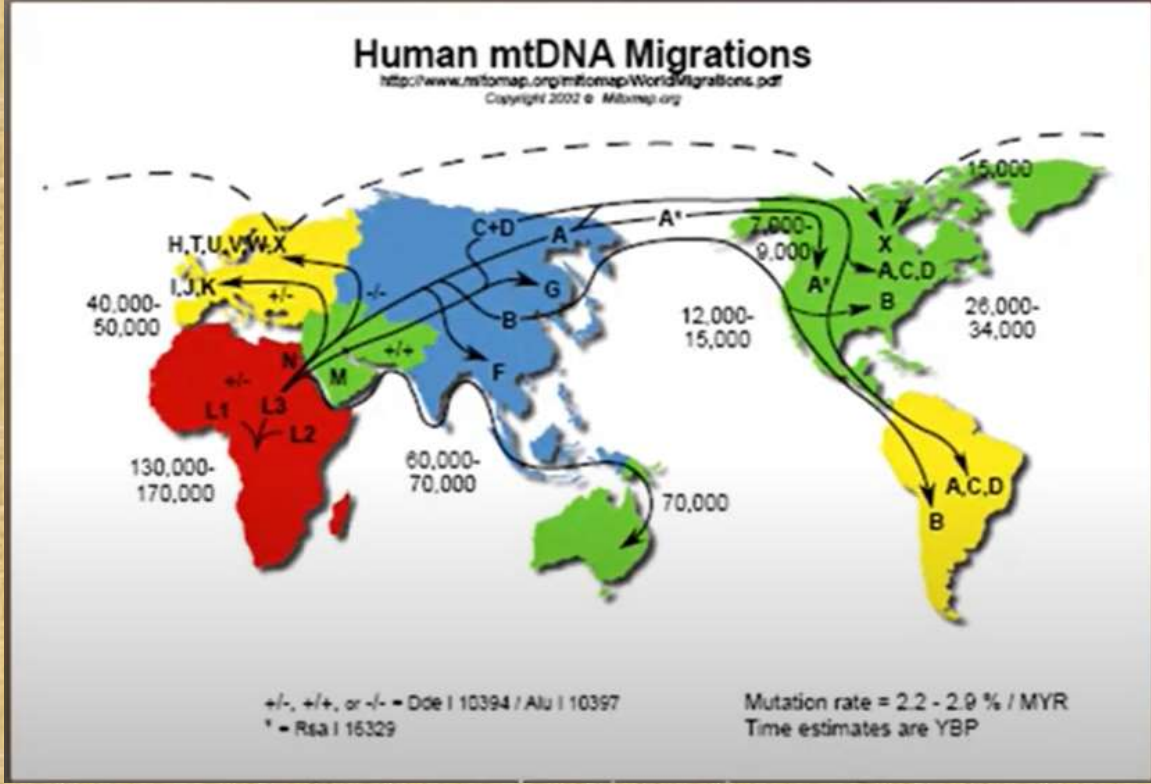 Human mtDNA Migrations
http://www.mitomap.org/mitomap/WorldMigrations.pdf
Copyright 2002 © Mitomap.org
15,000
C+D
A
A*
7,000-
9,000
X
H,T,U,V,W,X
A,C,D
I,J,K
-/-
G
A*
B
+/-
40,000-
50,000
B
12,000-
15,000
26,000-
34,000
N
M
+/+
F
+/-
L1
L3
L2
130,000-
170,000
60,000-
70,000
70,000
A,C,D
B
+/-, +/+, or -/- = Dde I 10394 / Alu I 10397
* = Rsa I 16329
Mutation rate = 2.2 - 2.9 % / MYR
Time estimates are YBP